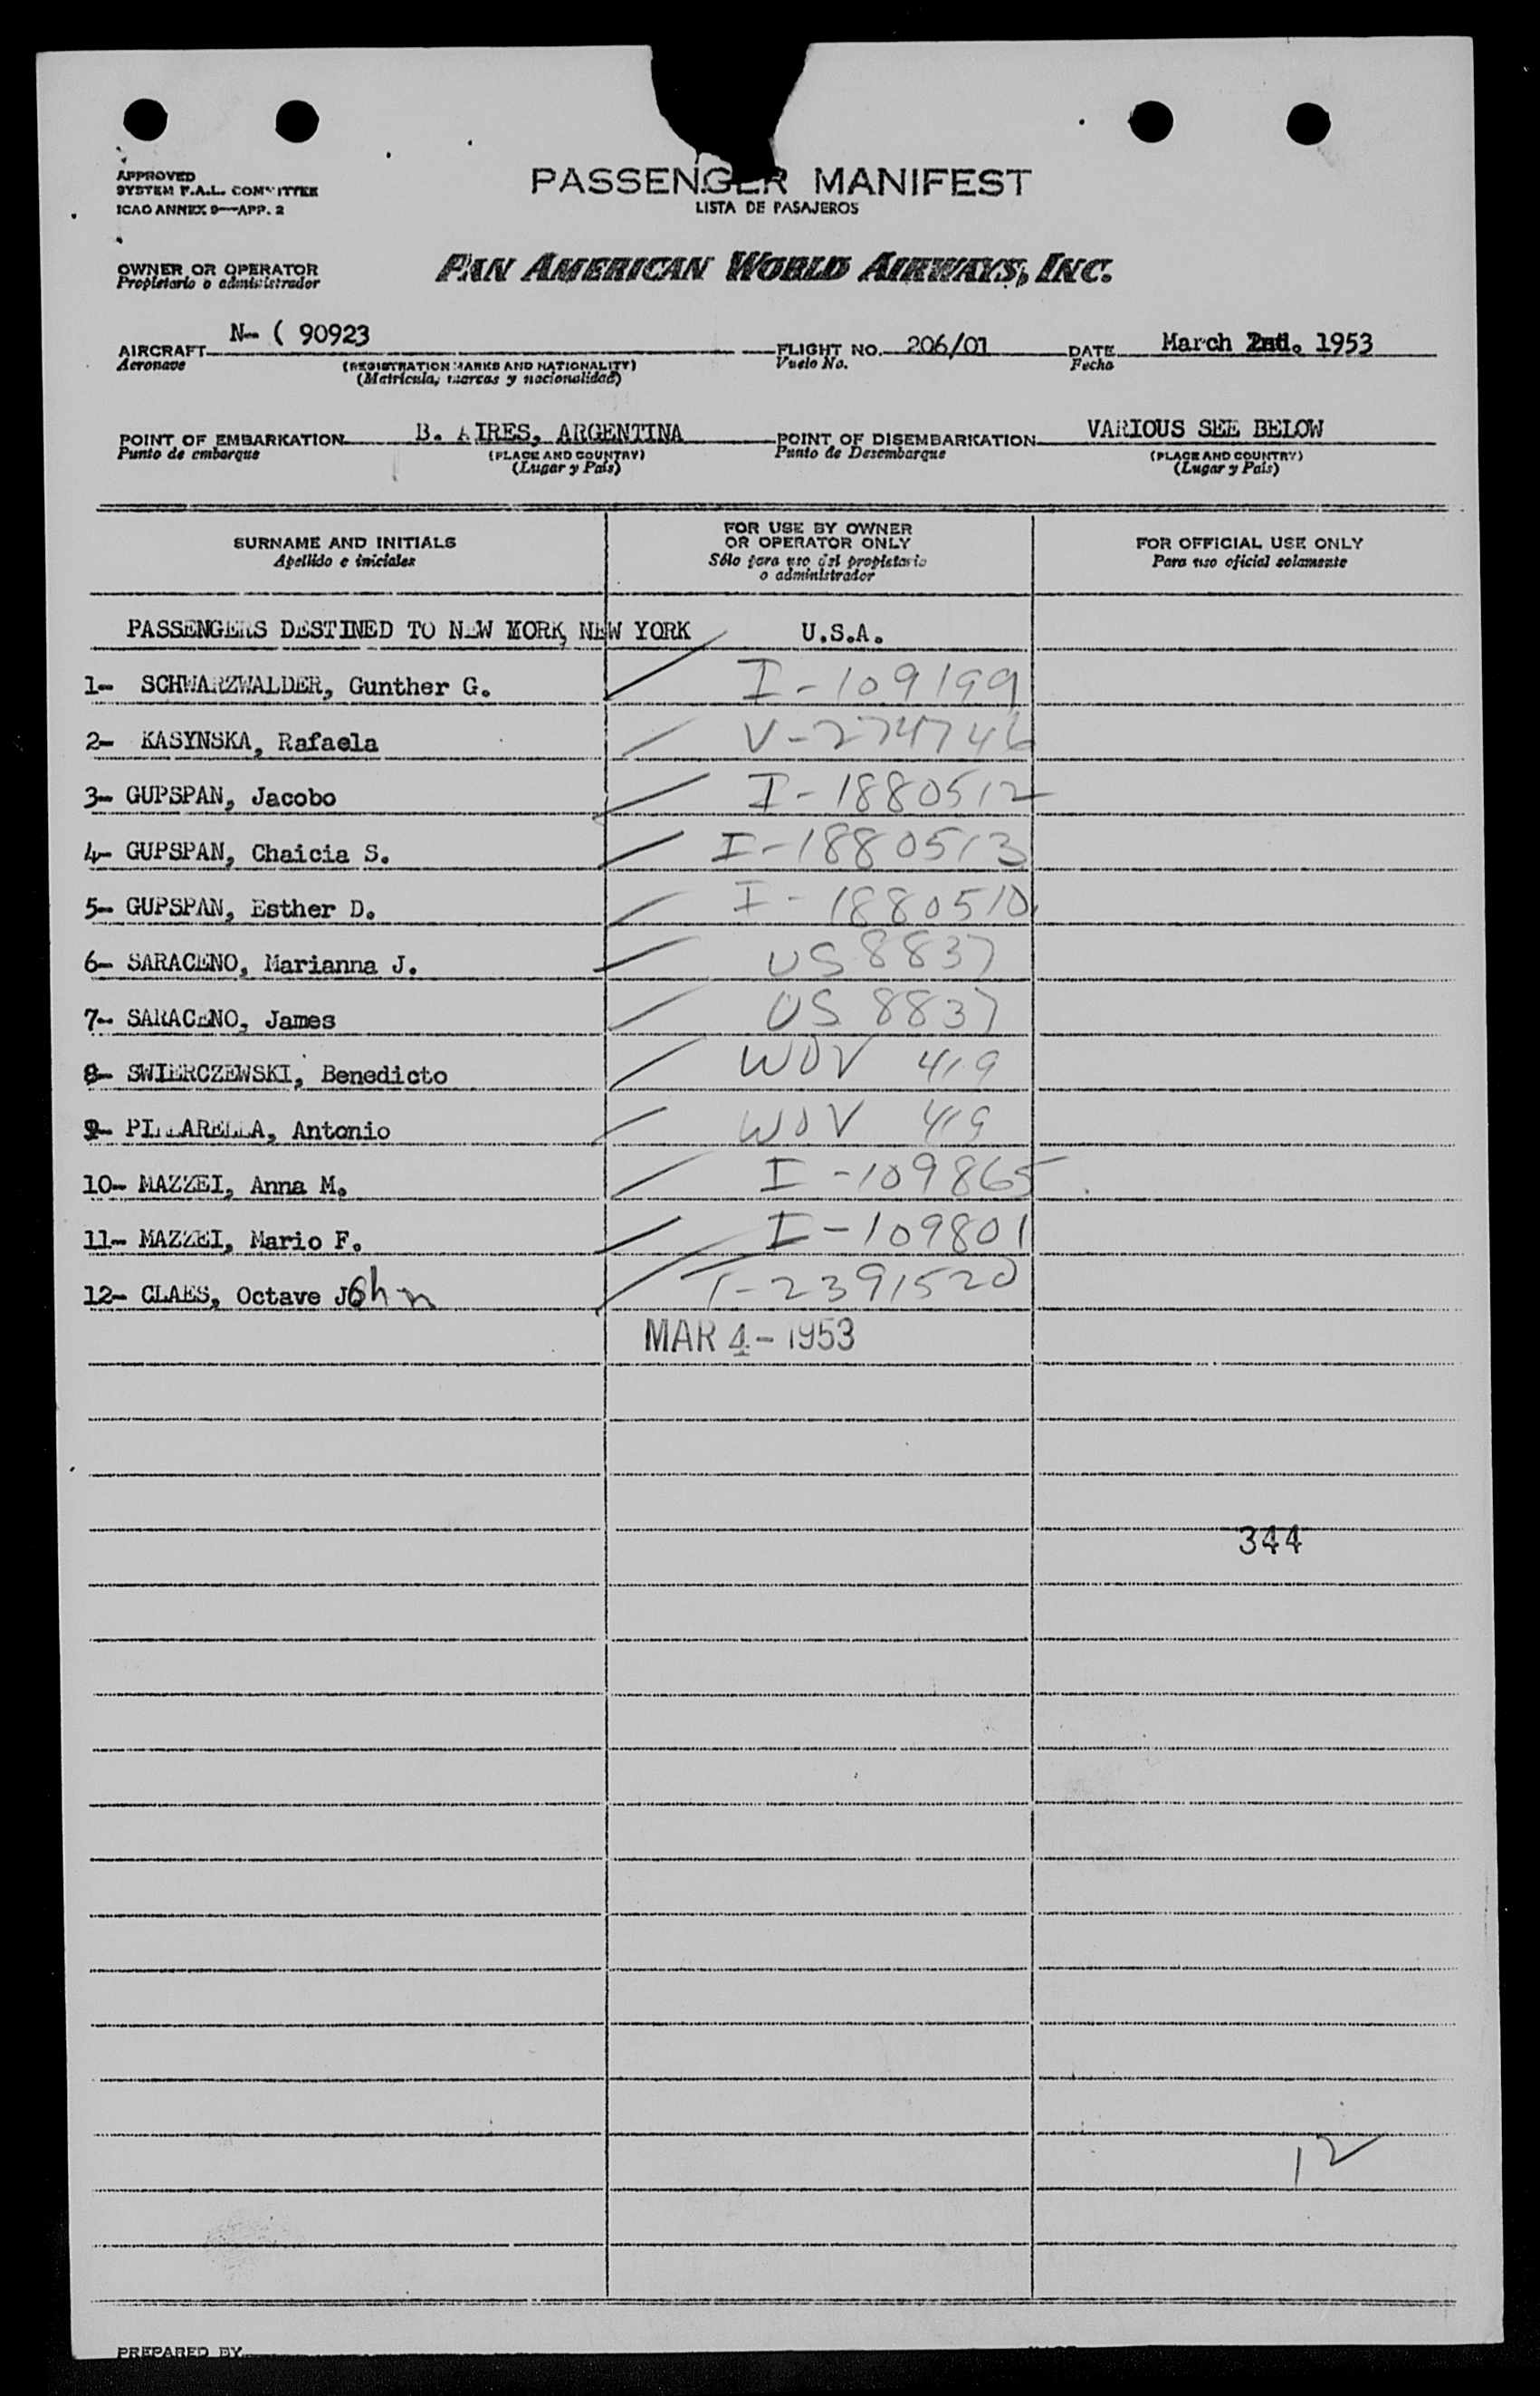 APPROVED
SYSTEM F.A.L. COMMITTEE
ICAO ANNEX 9—APP. 2
PASSENGER MANIFEST
LISTA DE PASAJEROS
OWNER OR OPERATOR
Propietario o administrador
PAN AMERICAN WORLD AIRWAYS, INC.
AIRCRAFT N- ( 90923
Aeronave
(REGISTRATION MARKS AND NATIONALITY)
(Matrícula, marcas y nacionalidad)
FLIGHT NO. 206/01
Vuelo No.
DATE March 2nd. 1953
Fecha
POINT OF EMBARKATION B. AIRES, ARGENTINA
Punto de embarque
(PLACE AND COUNTRY)
(Lugar y País)
POINT OF DISEMBARKATION VARIOUS SEE BELOW
Punto de Desembarque
(PLACE AND COUNTRY)
(Lugar y País)
SURNAME AND INITIALS
Apellido e iniciales
FOR USE BY OWNER
OR OPERATOR ONLY
Sólo para uso del propietario
o administrador
FOR OFFICIAL USE ONLY
Para uso oficial solamente
PASSENGERS DESTINED TO NEW YORK, NEW YORK U.S.A.
1- SCHWARZWALDER, Gunther G. I-109199
2- KASYNSKA, Rafaela V-274746
3- GUPSPAN, Jacobo I-1880512
4- GUPSPAN, Chaicia S. I-1880513
5- GUPSPAN, Esther D. I-1880510
6- SARACENO, Marianna J. US 8837
7- SARACENO, James US 8837
8- SWIERCZEWSKI, Benedicto WOV 419
9- PILLARELLA, Antonio WOV 419
10- MAZZEI, Anna M. I-109865
11- MAZZEI, Mario F. I-109801
12- CLAES, Octave John I-2391520
MAR 4-1953
344
12
PREPARED BY